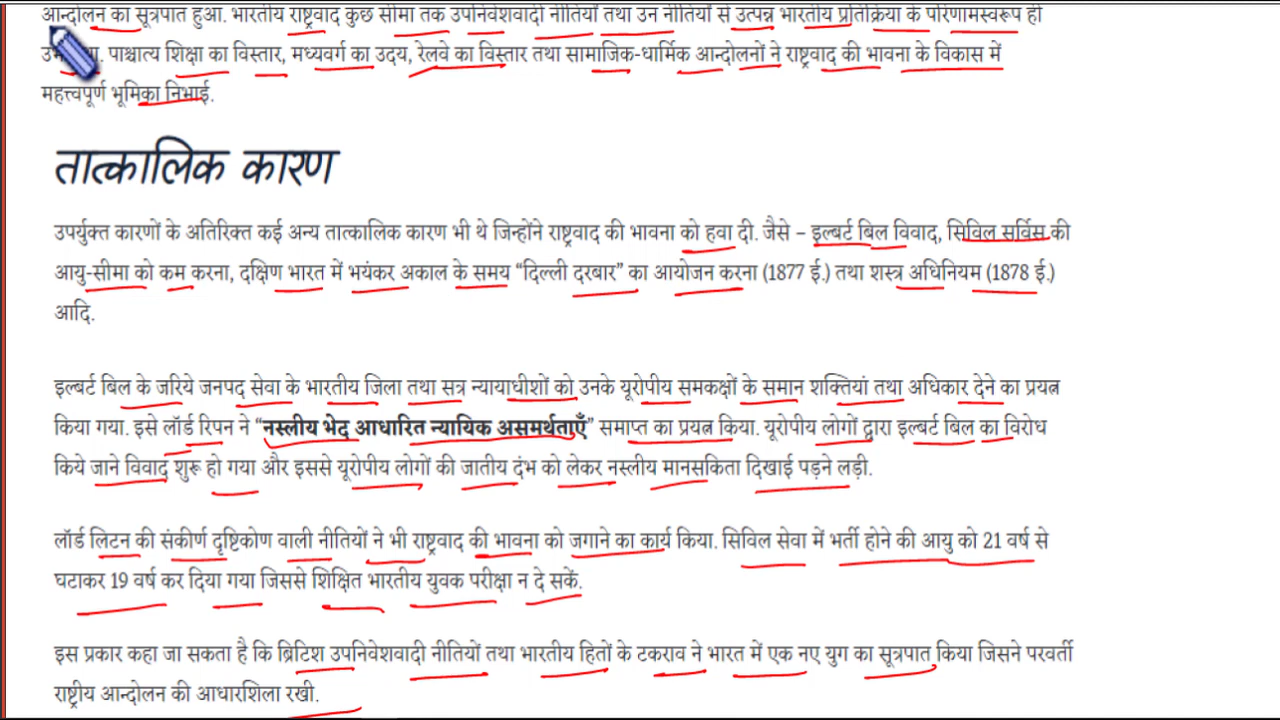 आन्दोलन का सूत्रपात हुआ. भारतीय राष्ट्रवाद कुछ सीमा तक उपनिवेशवादी नीतियों तथा उन नीतियों से उत्पन्न भारतीय प्रतिक्रिया के परिणामस्वरूप ही
पाश्चात्य शिक्षा का विस्तार, मध्यवर्ग का उदय, रेलवे का विस्तार तथा सामाजिक-धार्मिक आन्दोलनों ने राष्ट्रवाद की भावना के विकास में
महत्त्वपूर्ण भूमिका निभाई.
तात्कालिक कारण
उपर्युक्त कारणों के अतिरिक्त कई अन्य तात्कालिक कारण भी थे जिन्होंने राष्ट्रवाद की भावना को हवा दी. जैसे – इल्बर्ट बिल विवाद, सिविल सर्विस की
आयु-सीमा को कम करना, दक्षिण भारत में भयंकर अकाल के समय “दिल्ली दरबार” का आयोजन करना (1877 ई.) तथा शस्त्र अधिनियम (1878 ई.)
आदि.
इल्बर्ट बिल के जरिये जनपद सेवा के भारतीय जिला तथा सत्र न्यायाधीशों को उनके यूरोपीय समकक्षों के समान शक्तियां तथा अधिकार देने का प्रयत्न
किया गया. इसे लॉर्ड रिपन ने “नस्लीय भेद आधारित न्यायिक असमर्थताएँ” समाप्त का प्रयत्न किया. यूरोपीय लोगों द्वारा इल्बर्ट बिल का विरोध
किये जाने विवाद शुरू हो गया और इससे यूरोपीय लोगों की जातीय दंभ को लेकर नस्लीय मानसकिता दिखाई पड़ने लड़ी.
लॉर्ड लिटन की संकीर्ण दृष्टिकोण वाली नीतियों ने भी राष्ट्रवाद की भावना को जगाने का कार्य किया. सिविल सेवा में भर्ती होने की आयु को 21 वर्ष से
घटाकर 19 वर्ष कर दिया गया जिससे शिक्षित भारतीय युवक परीक्षा न दे सकें.
इस प्रकार कहा जा सकता है कि ब्रिटिश उपनिवेशवादी नीतियों तथा भारतीय हितों के टकराव ने भारत में एक नए युग का सूत्रपात किया जिसने परवर्ती
राष्ट्रीय आन्दोलन की आधारशिला रखी.